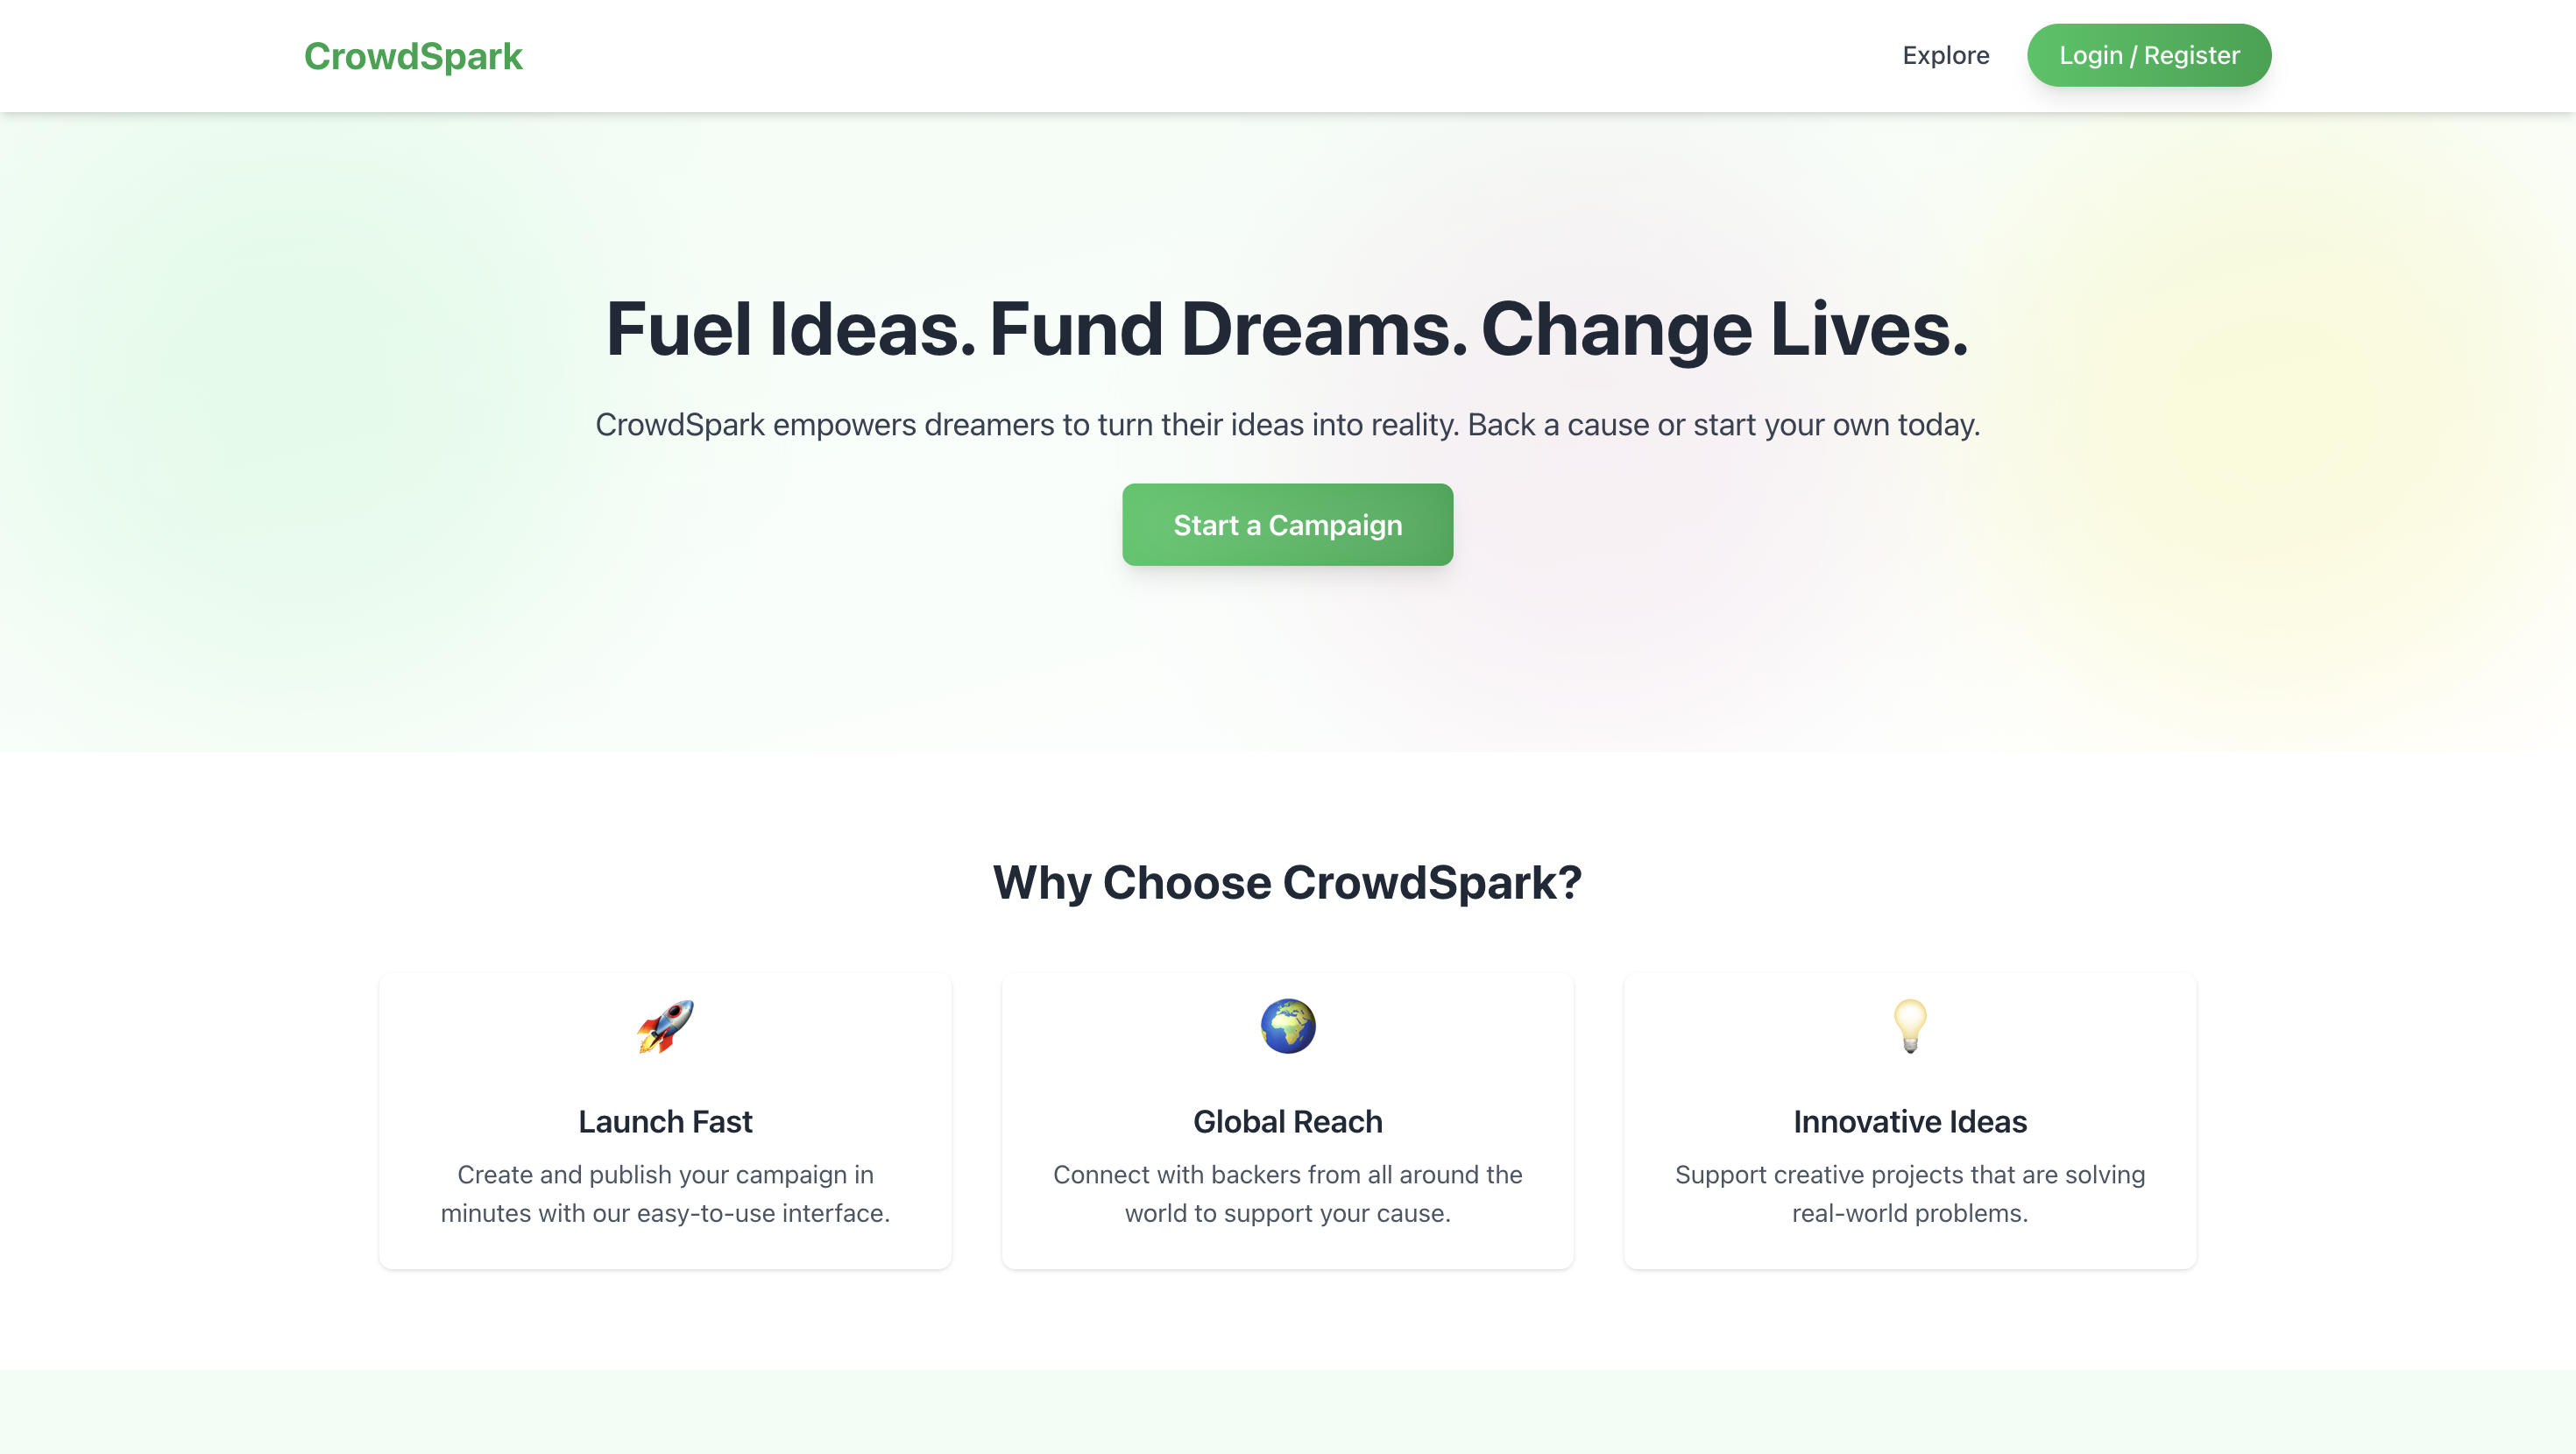 CrowdSpark
Explore
Login / Register
Fuel Ideas. Fund Dreams. Change Lives.
CrowdSpark empowers dreamers to turn their ideas into reality. Back a cause or start your own today.
Start a Campaign
Why Choose CrowdSpark?
Launch Fast
Create and publish your campaign in
minutes with our easy-to-use interface.
Global Reach
Connect with backers from all around the
world to support your cause.
Innovative Ideas
Support creative projects that are solving
real-world problems.